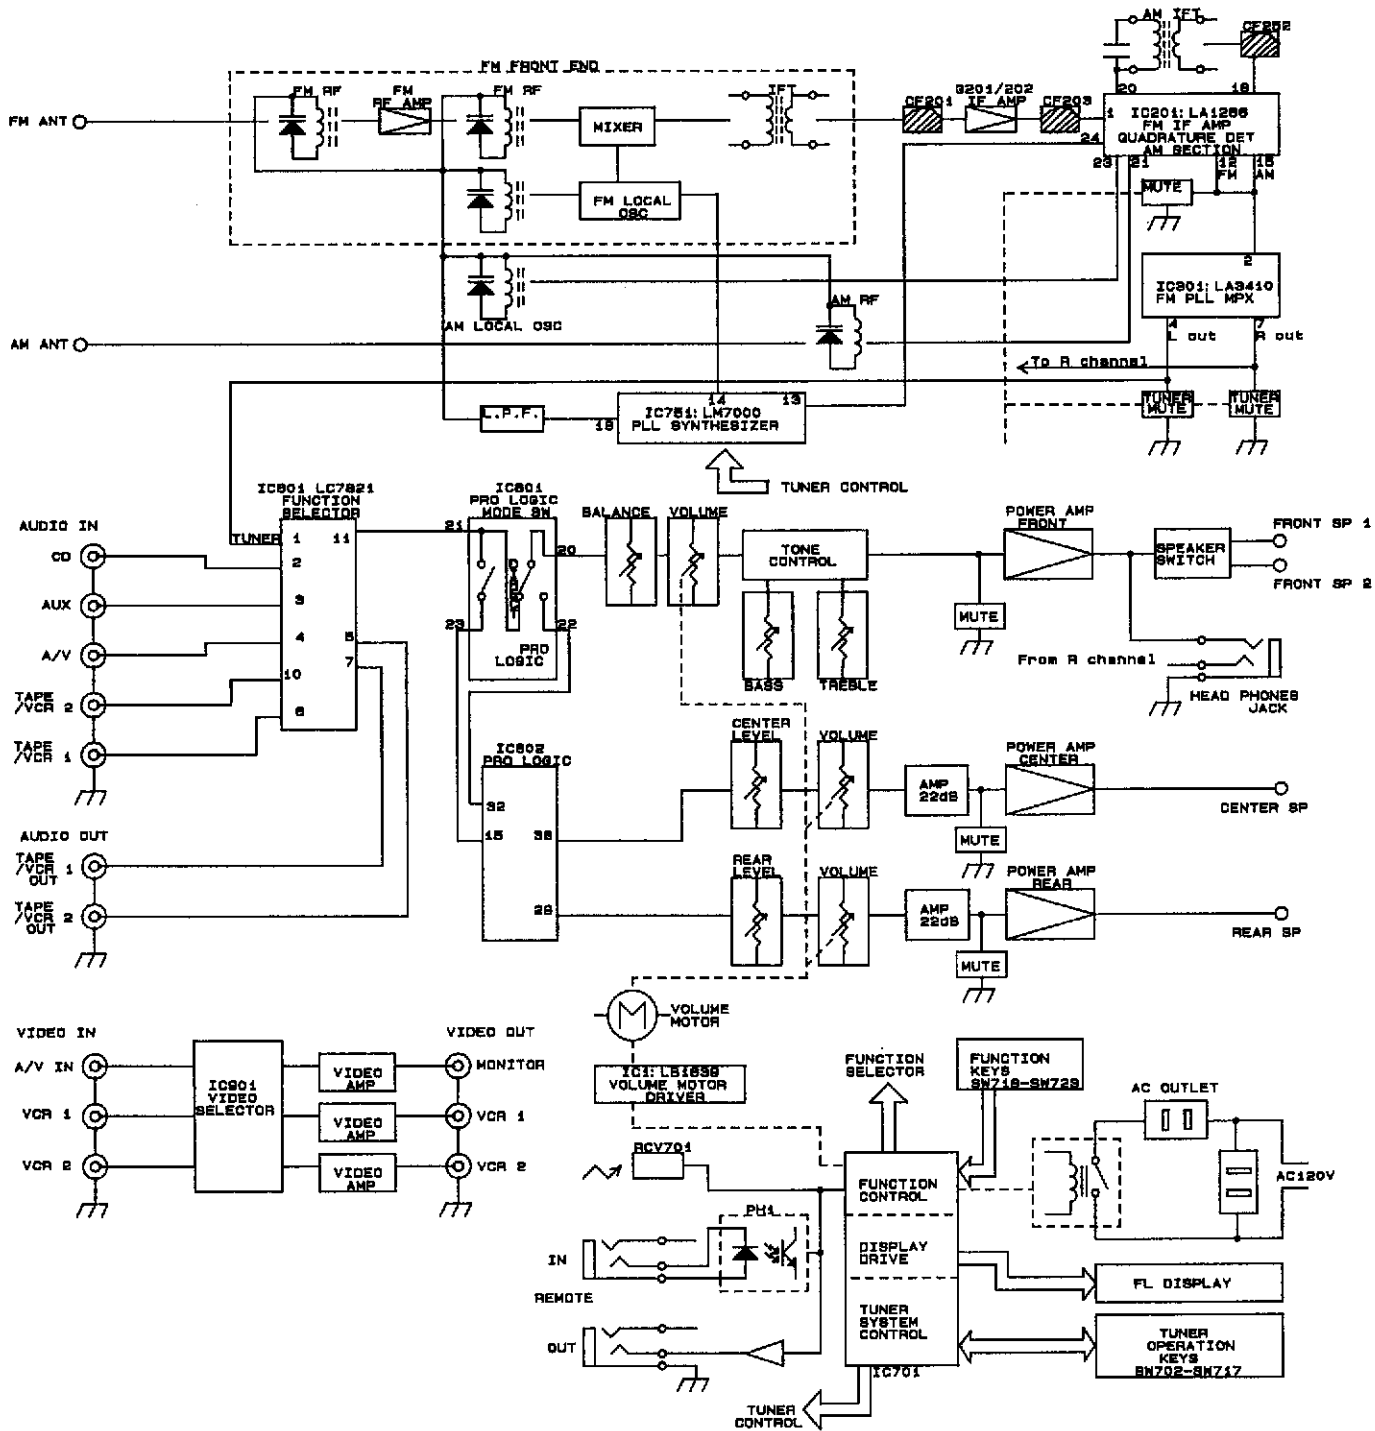 AM IFT
CF252
FM FRONT END
FM RF
FM
RF AMP
FM RF
IFT
CF201
Q201/202
IF AMP
CF203
20
18
FM ANT
MIXER
1
IC201: LA1266
FM IF AMP
QUADRATURE DET
AM SECTION
24
23
21
12
FM
15
AM
MUTE
FM LOCAL
OSC
2
IC301: LA3410
FM PLL MPX
4
L out
7
R out
AM LOCAL OSC
AM RF
AM ANT
To R channel
TUNER
MUTE
TUNER
MUTE
L.P.F.
18
14
13
IC751: LM7000
PLL SYNTHESIZER
TUNER CONTROL
IC601 LC7821
FUNCTION
SELECTOR
IC801
PRO LOGIC
MODE SW
BALANCE
VOLUME
POWER AMP
FRONT
FRONT SP 1
AUDIO IN
CD
TUNER
1
11
21
20
TONE
CONTROL
SPEAKER
SWITCH
2
FRONT SP 2
AUX
3
MUTE
23
22
4
5
A/V
PRO
LOGIC
7
10
From R channel
TAPE
/VCR 2
BASS
TREBLE
HEAD PHONES
JACK
6
TAPE
/VCR 1
IC802
PRO LOGIC
CENTER
LEVEL
VOLUME
POWER AMP
CENTER
AMP
22dB
CENTER SP
32
15
MUTE
AUDIO OUT
TAPE
/VCR 1
OUT
REAR
LEVEL
VOLUME
POWER AMP
REAR
TAPE
/VCR 2
OUT
AMP
22dB
REAR SP
MUTE
VOLUME
MOTOR
M
VIDEO IN
VIDEO OUT
A/V IN
IC901
VIDEO
SELECTOR
VIDEO
AMP
MONITOR
IC1: LB1639
VOLUME MOTOR
DRIVER
FUNCTION
SELECTOR
FUNCTION
KEYS
SW718-SW723
AC OUTLET
VCR 1
VIDEO
AMP
VCR 1
RCV701
VCR 2
VIDEO
AMP
VCR 2
FUNCTION
CONTROL
AC120V
PH1
IN
DISPLAY
DRIVE
FL DISPLAY
REMOTE
OUT
TUNER
SYSTEM
CONTROL
TUNER
OPERATION
KEYS
SW702-SW717
IC701
TUNER
CONTROL